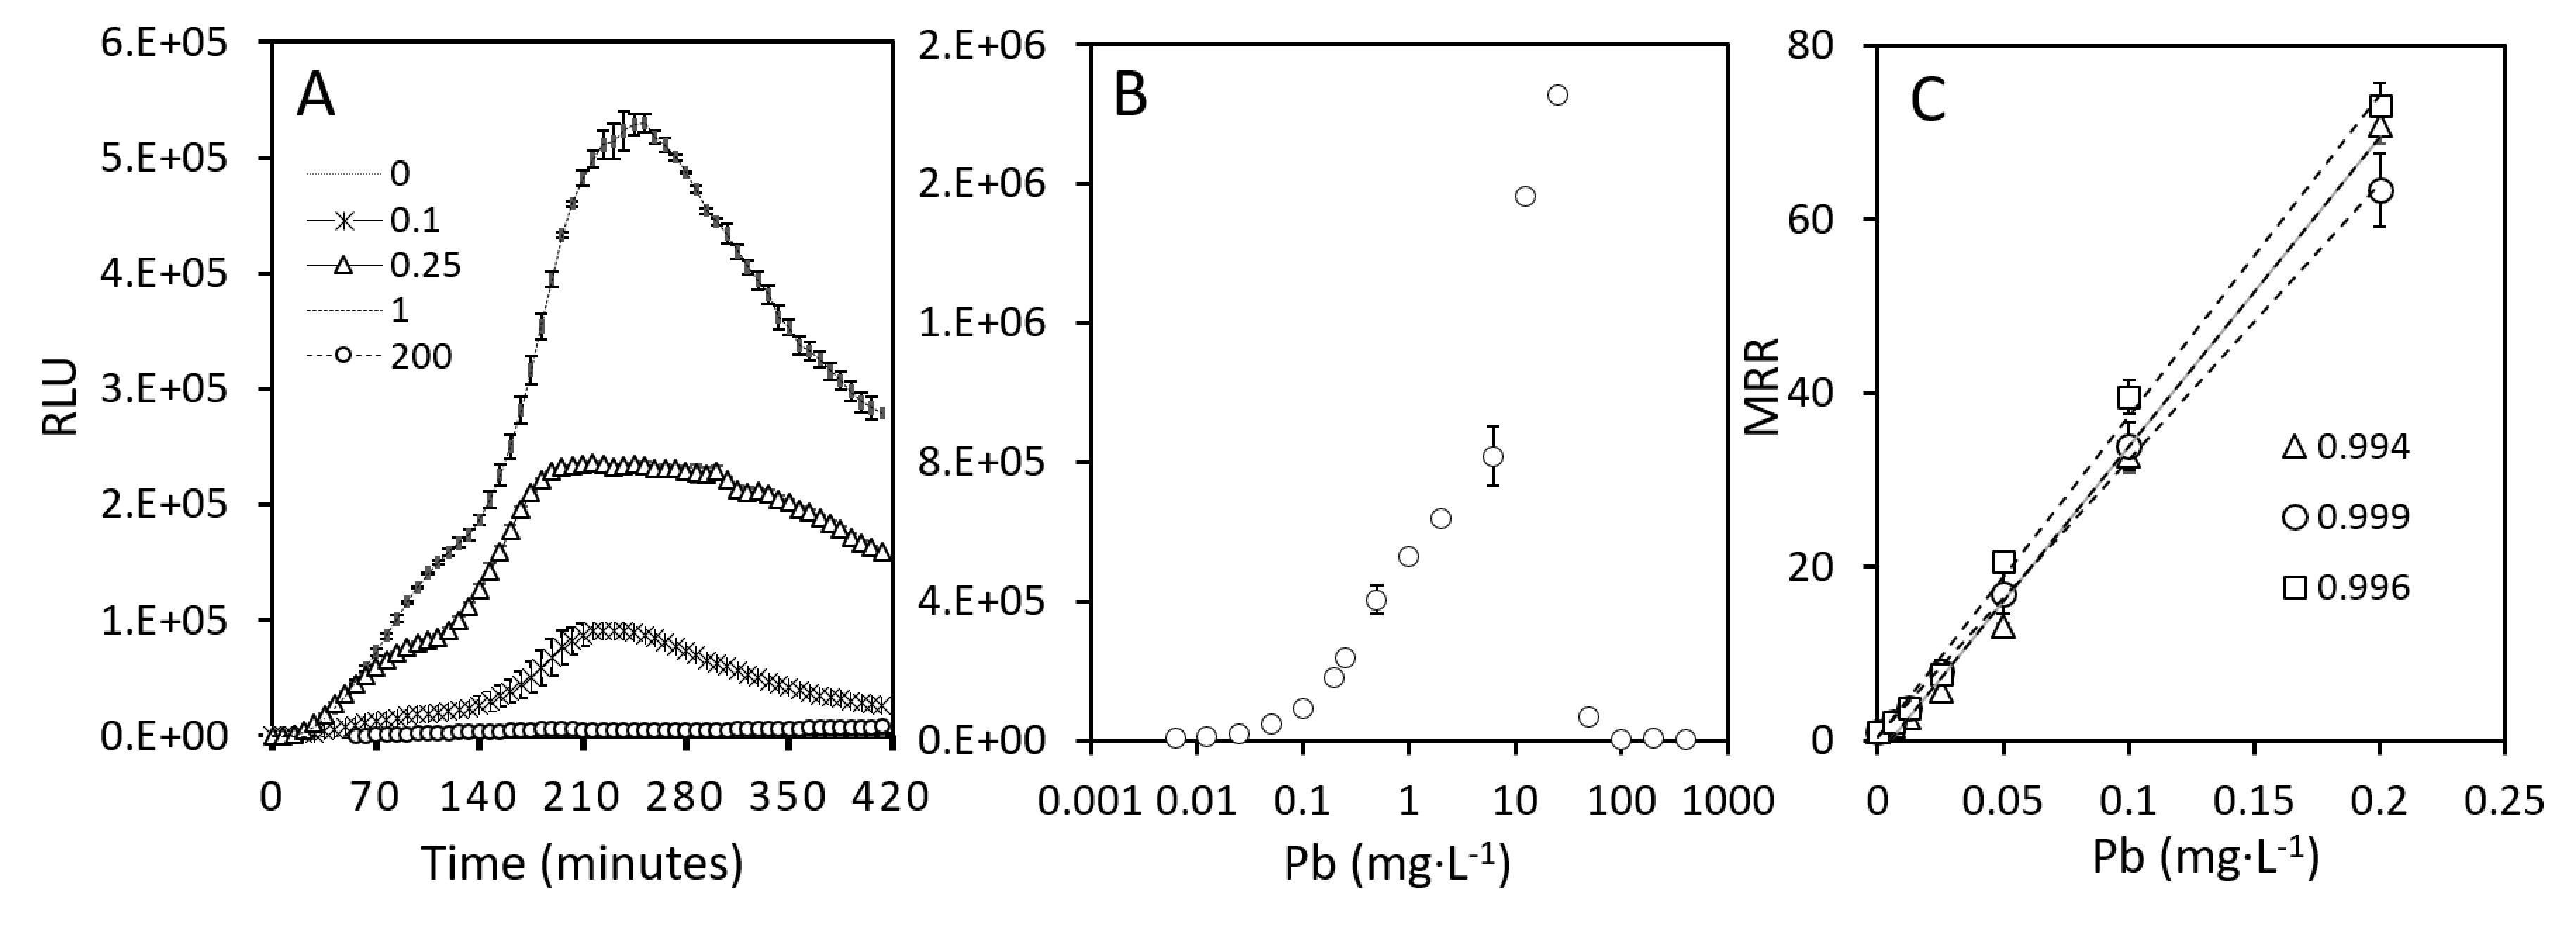 A
6.E+05
5.E+05
4.E+05
3.E+05
2.E+05
1.E+05
0.E+00
RLU
0
0.1
0.25
1
200
0 70 140 210 280 350 420
Time (minutes)
B
2.E+06
2.E+06
1.E+06
8.E+05
4.E+05
0.E+00
0.001 0.01 0.1 1 10 100 1000
Pb (mg·L-1)
C
80
60
40
20
0
MRR
0.994
0.999
0.996
0 0.05 0.1 0.15 0.2 0.25
Pb (mg·L-1)